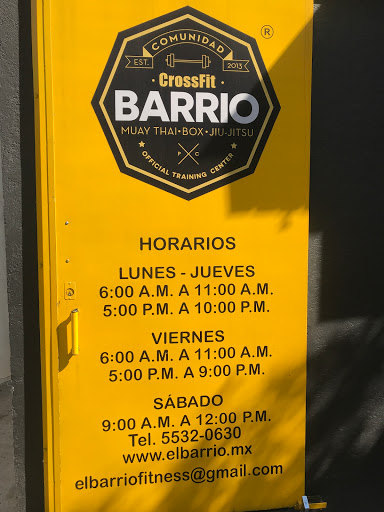 ®
COMUNIDAD
EST. 2013
CrossFit
BARRIO
MUAY THAI•BOX•JIU-JITSU
P C
OFFICIAL TRAINING CENTER
HORARIOS
LUNES - JUEVES
6:00 A.M. A 11:00 A.M.
5:00 P.M. A 10:00 P.M.
VIERNES
6:00 A.M. A 11:00 A.M.
5:00 P.M. A 9:00 P.M.
SÁBADO
9:00 A.M. A 12:00 P.M.
Tel. 5532-0630
www.elbarrio.mx
elbarriofitness@gmail.com